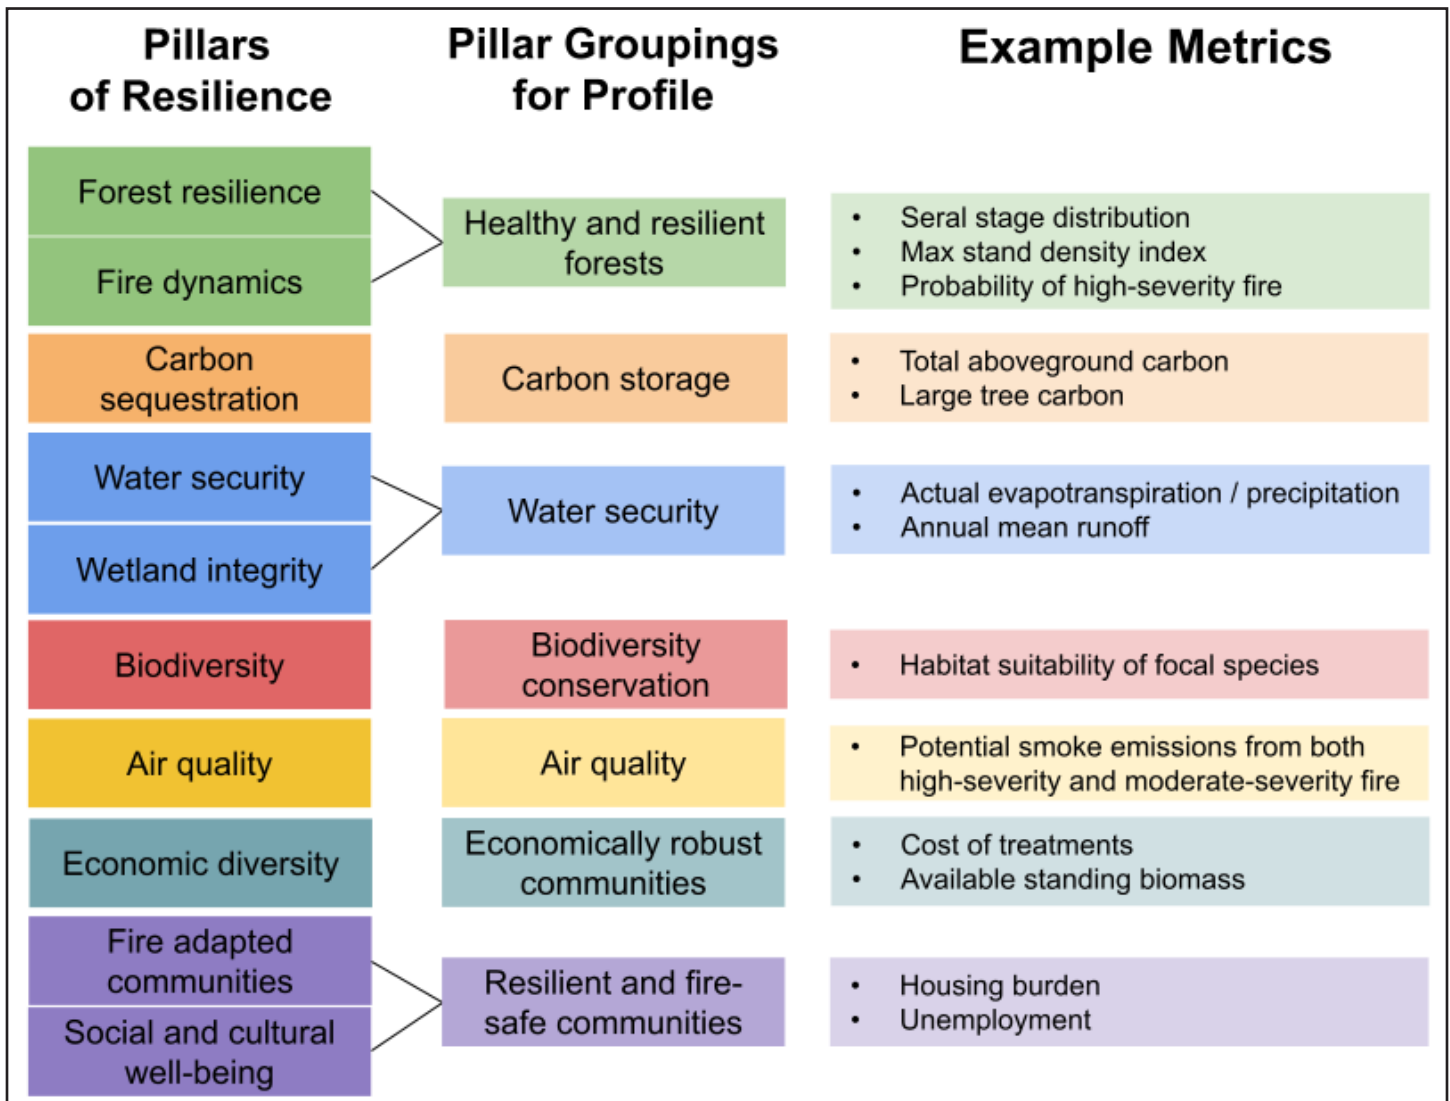 Pillars
of Resilience
Pillar Groupings
for Profile
Example Metrics
Forest resilience
Fire dynamics
Healthy and resilient
forests
• Seral stage distribution
• Max stand density index
• Probability of high-severity fire
Carbon
sequestration
Carbon storage
• Total aboveground carbon
• Large tree carbon
Water security
Wetland integrity
Water security
• Actual evapotranspiration / precipitation
• Annual mean runoff
Biodiversity
Biodiversity
conservation
• Habitat suitability of focal species
Air quality
Air quality
• Potential smoke emissions from both
high-severity and moderate-severity fire
Economic diversity
Economically robust
communities
• Cost of treatments
• Available standing biomass
Fire adapted
communities
Social and cultural
well-being
Resilient and fire-
safe communities
• Housing burden
• Unemployment